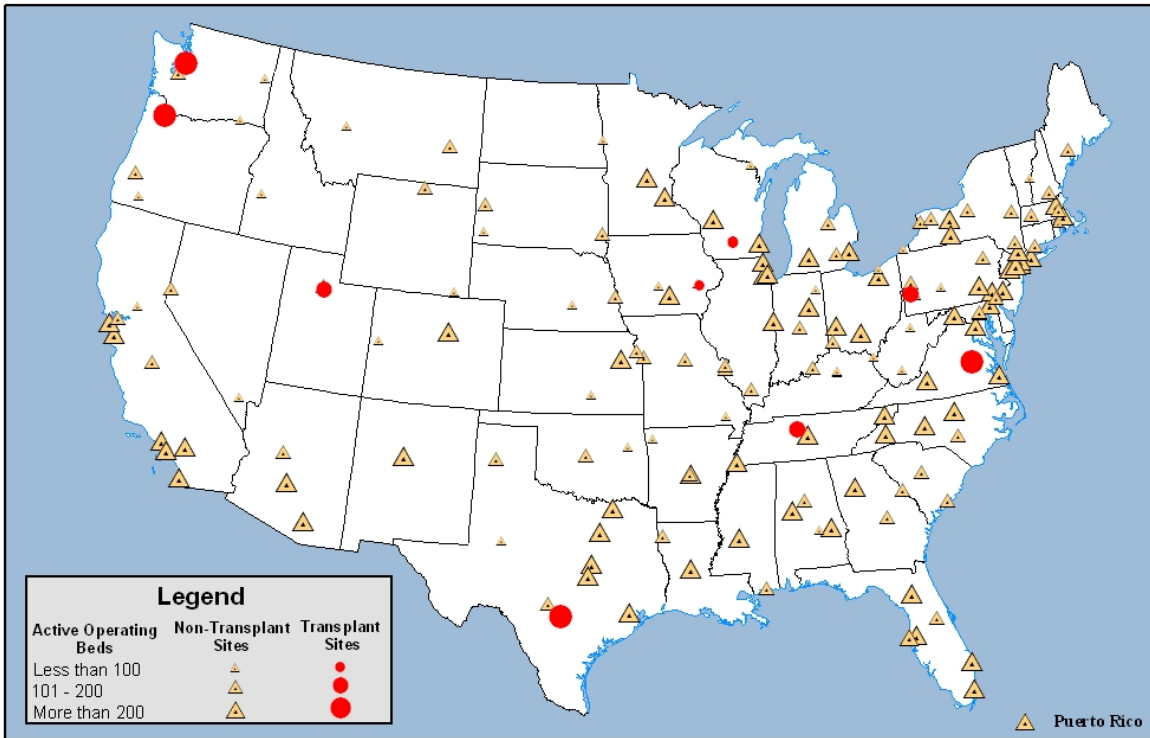 Legend
Active Operating Beds
Non-Transplant Sites
Transplant Sites
Less than 100
101 - 200
More than 200
Puerto Rico